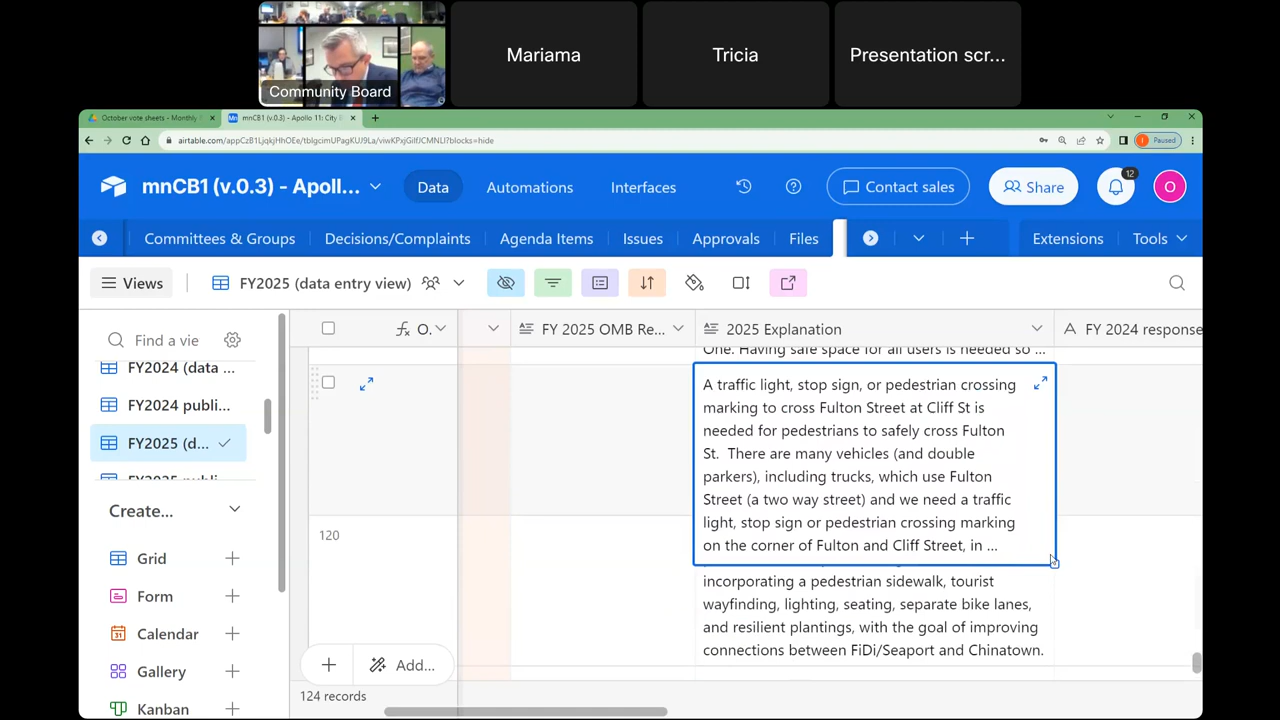 Community Board
Mariama
Tricia
Presentation scr...
October vote sheets - Monthly
mnCB1 (v.0.3) - Apollo 11: City B
airtable.com/appCzB1LjqkjHhOEe/tblgcimUPagKUJ9La/viwKPxjGiIfJCMNLI?blocks=hide
Paused
mnCB1 (v.0.3) - Apoll...
Data
Automations
Interfaces
Contact sales
Share
12
O
Committees & Groups
Decisions/Complaints
Agenda Items
Issues
Approvals
Files
Extensions
Tools
Views
FY2025 (data entry view)
Find a vie
FY2024 (data ...
FY2024 publi...
FY2025 (d...
FY2025 publi...
Create...
Grid
Form
Calendar
Gallery
Kanban
O.
FY 2025 OMB Re...
2025 Explanation
FY 2024 response
One. Having safe space for all users is needed so ...
A traffic light, stop sign, or pedestrian crossing
marking to cross Fulton Street at Cliff St is
needed for pedestrians to safely cross Fulton
St. There are many vehicles (and double
parkers), including trucks, which use Fulton
Street (a two way street) and we need a traffic
light, stop sign or pedestrian crossing marking
on the corner of Fulton and Cliff Street, in ...
120
incorporating a pedestrian sidewalk, tourist
wayfinding, lighting, seating, separate bike lanes,
and resilient plantings, with the goal of improving
connections between FiDi/Seaport and Chinatown.
Add...
124 records